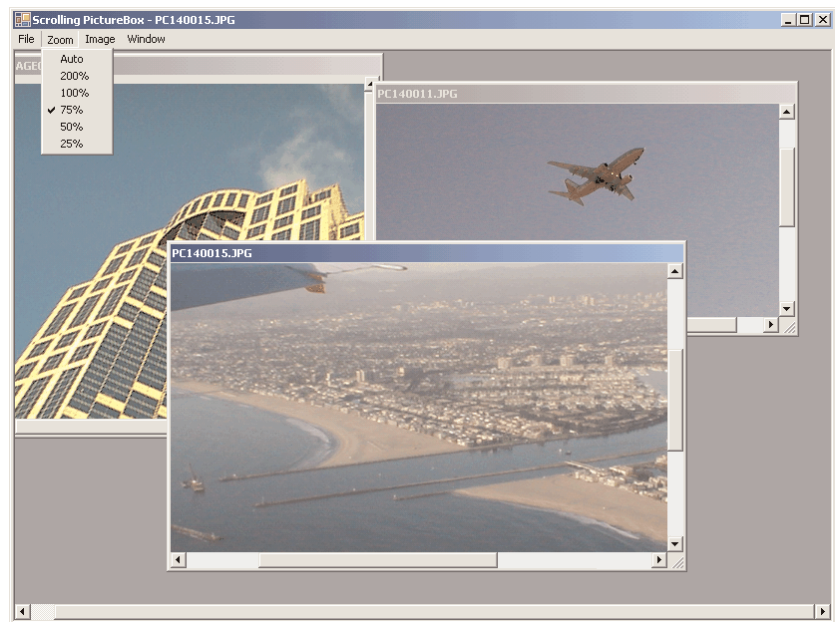 Scrolling PictureBox - PC140015.JPG
File Zoom Image Window
Auto
200%
100%
75%
50%
25%
PC140011.JPG
PC140015.JPG